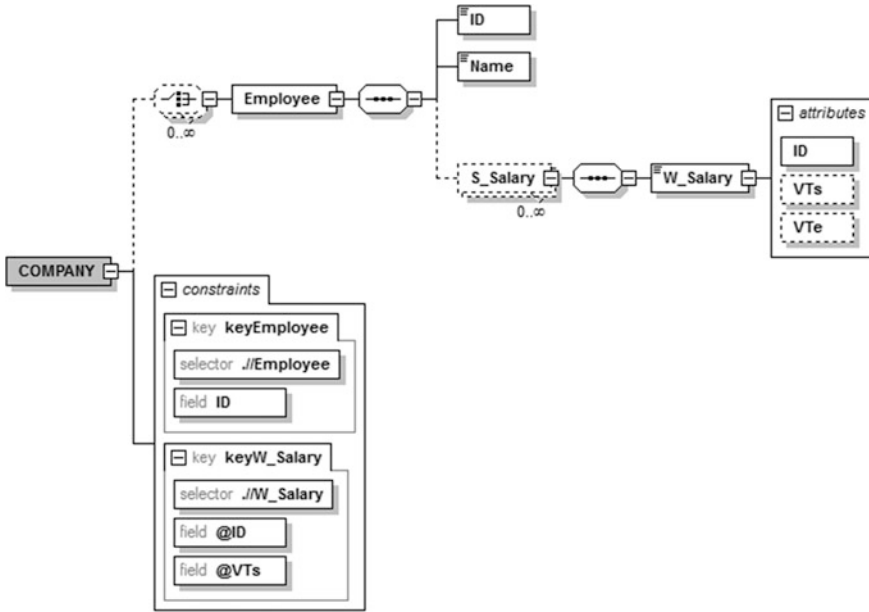 ID
Name
0..∞
Employee
attributes
ID
VTs
VTe
S_Salary
0..∞
W_Salary
COMPANY
constraints
key keyEmployee
selector .//Employee
field ID
key keyW_Salary
selector .//W_Salary
field @ID
field @VTs